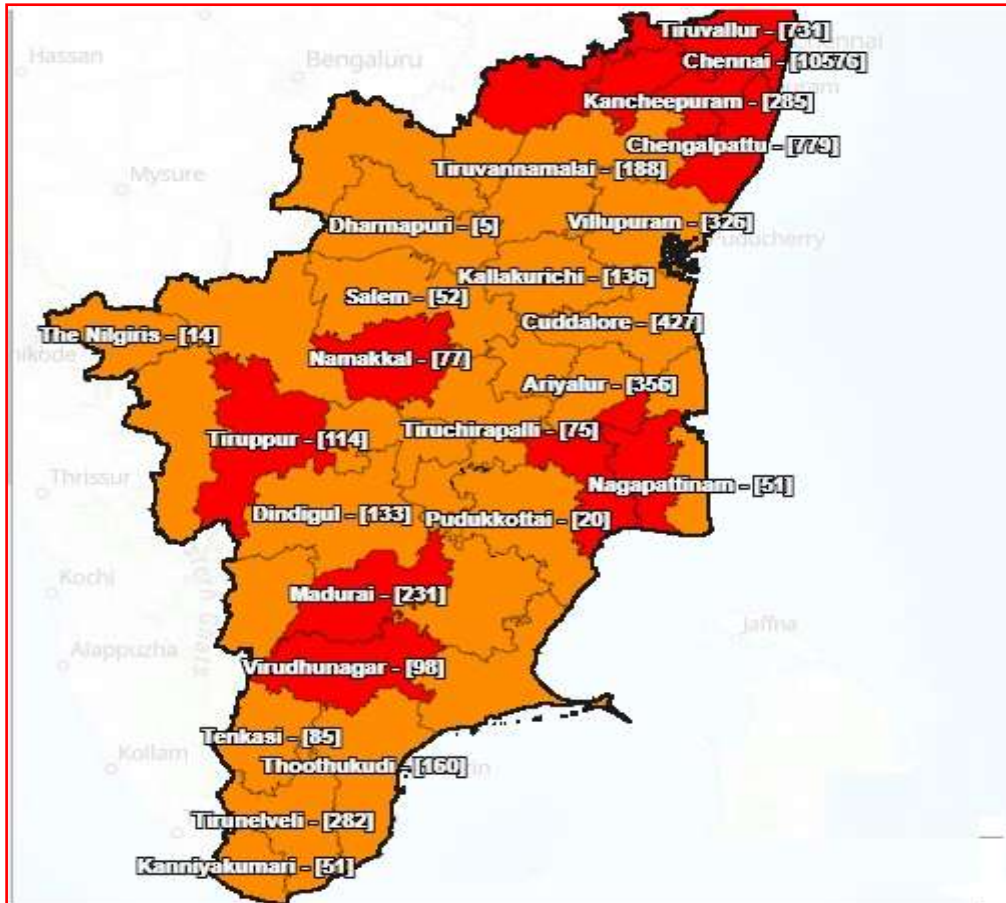 Tiruvallur - [731]
Hassan
Bengaluru
Chennai - [10576]
Kancheepuram - [285]
Chengalpattu - [779]
Tiruvannamalai - [188]
Mysure
Dharmapuri - [5]
Villupuram - [326]
Puducherry
Kallakurichi - [136]
Salem - [52]
Cuddalore - [427]
The Nilgiris - [14]
Namakkal - [77]
Ariyalur - [356]
Tiruchirapalli - [75]
Tiruppur - [114]
Thrissur
Nagapattinam - [51]
Dindigul - [133]
Pudukkottai - [20]
Kochi
Madurai - [231]
Jaffna
Alappuzha
Virudhunagar - [98]
Tenkasi - [85]
Kollam
Thoothukudi - [160]
Tirunelveli - [282]
Kanniyakumari - [51]